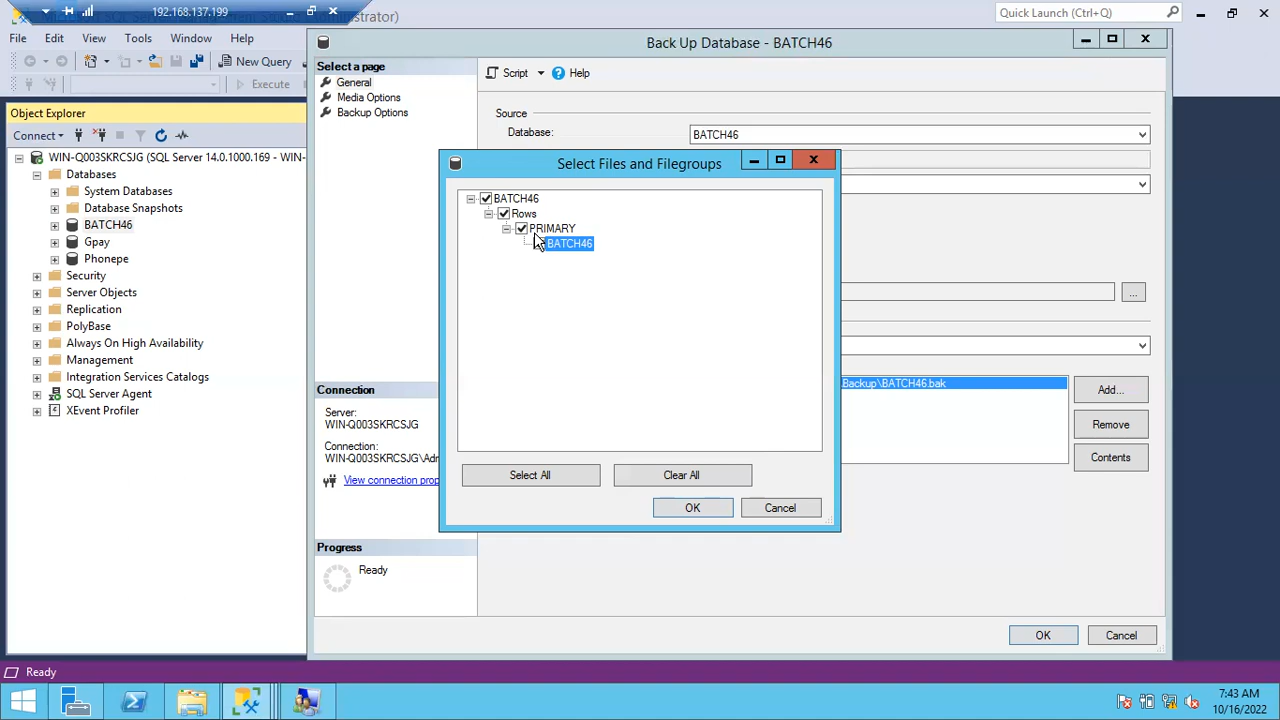 192.168.137.199
Administrator)
Quick Launch (Ctrl+Q)
File Edit View Tools Window Help
New Query
Execute
Object Explorer
Connect
WIN-Q003SKRCSJG (SQL Server 14.0.1000.169 - WIN-
Databases
System Databases
Database Snapshots
BATCH46
Gpay
Phonepe
Security
Server Objects
Replication
PolyBase
Always On High Availability
Management
Integration Services Catalogs
SQL Server Agent
XEvent Profiler
Back Up Database - BATCH46
Select a page
General
Media Options
Backup Options
Script Help
Source
Database: BATCH46
Select Files and Filegroups
BATCH46
Rows
PRIMARY
BATCH46
Select All Clear All
OK Cancel
...
\Backup\BATCH46.bak
Add...
Remove
Contents
Connection
Server:
WIN-Q003SKRCSJG
Connection:
WIN-Q003SKRCSJG\Adm
View connection prop
Progress
Ready
OK Cancel
Ready
7:43 AM
10/16/2022